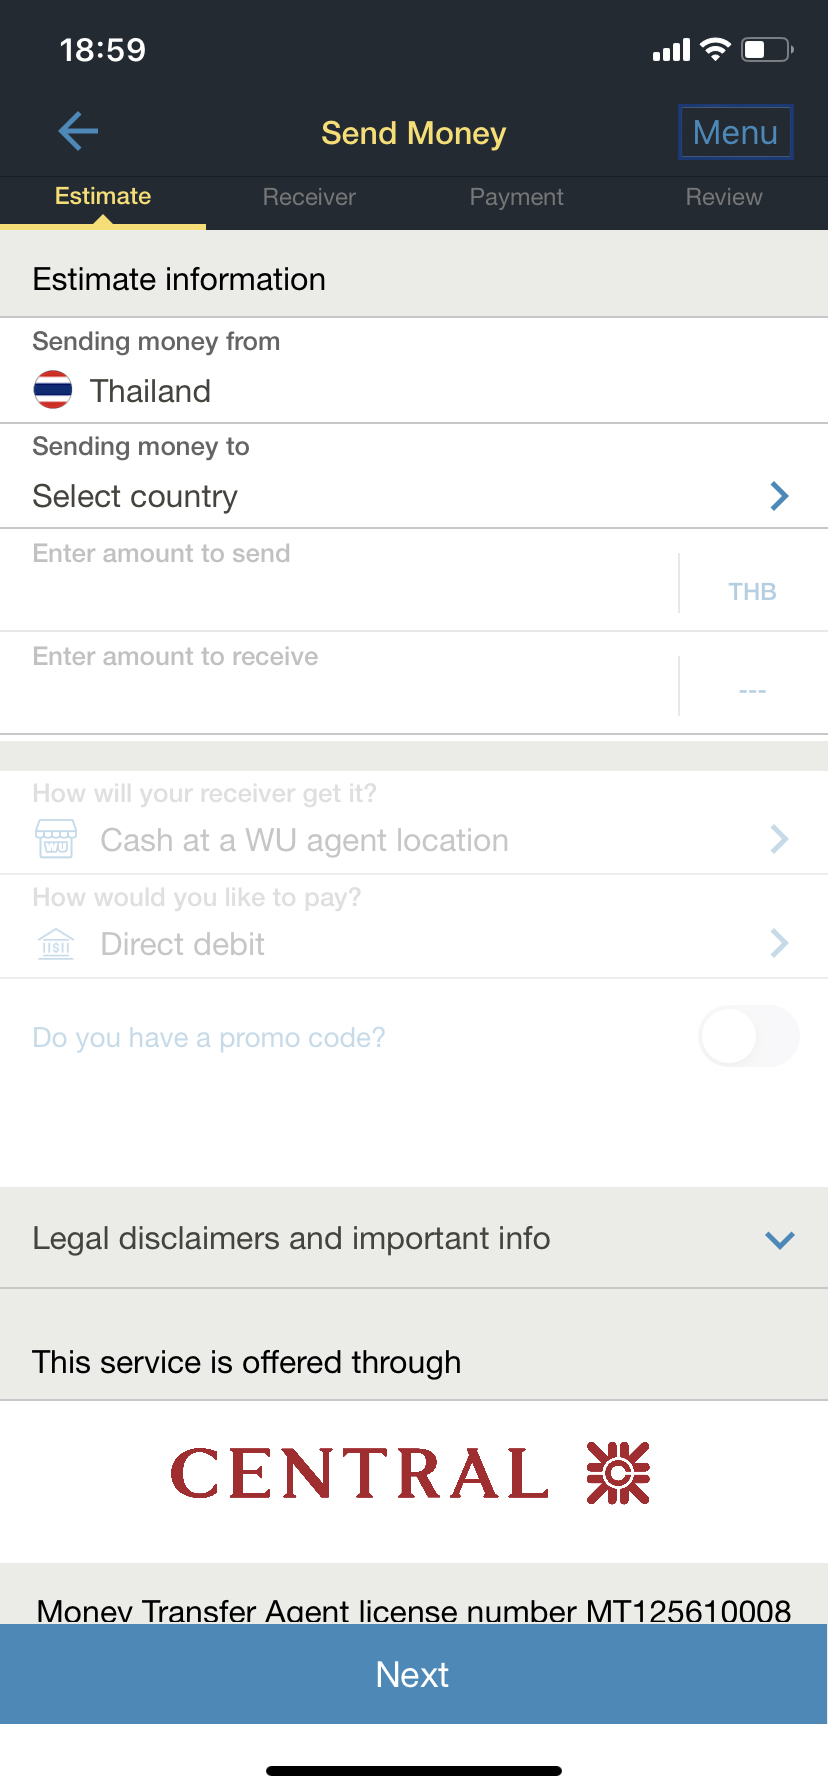 18:59
Send Money
Menu
Estimate
Receiver
Payment
Review
Estimate information
Sending money from
Thailand
Sending money to
Select country
Enter amount to send
THB
Enter amount to receive
---
How will your receiver get it?
WU
Cash at a WU agent location
How would you like to pay?
Direct debit
Do you have a promo code?
Legal disclaimers and important info
This service is offered through
CENTRAL
Money Transfer Agent license number MT125610008
Next